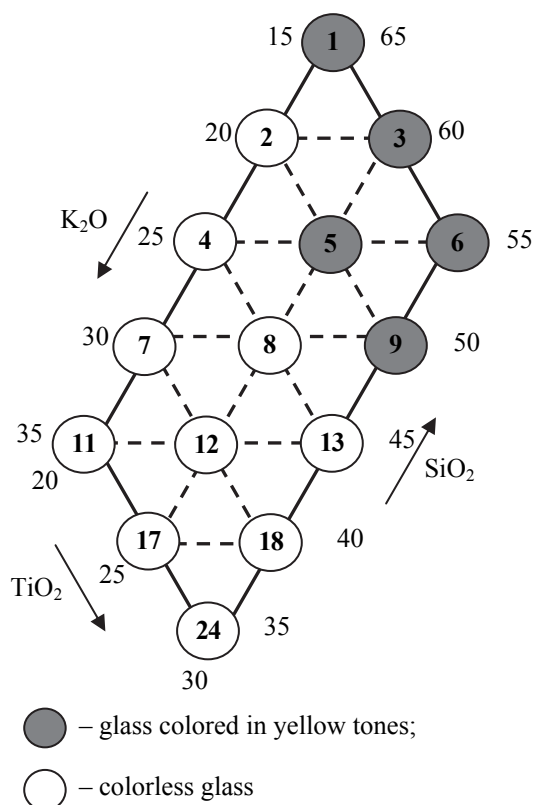 15 1 65
20 2 3 60
K₂O 25 4 5 6 55
30 7 8 9 50
35 11 12 13 45
20 SiO₂
17 18 40
TiO₂ 25
24 35
30
– glass colored in yellow tones;
– colorless glass